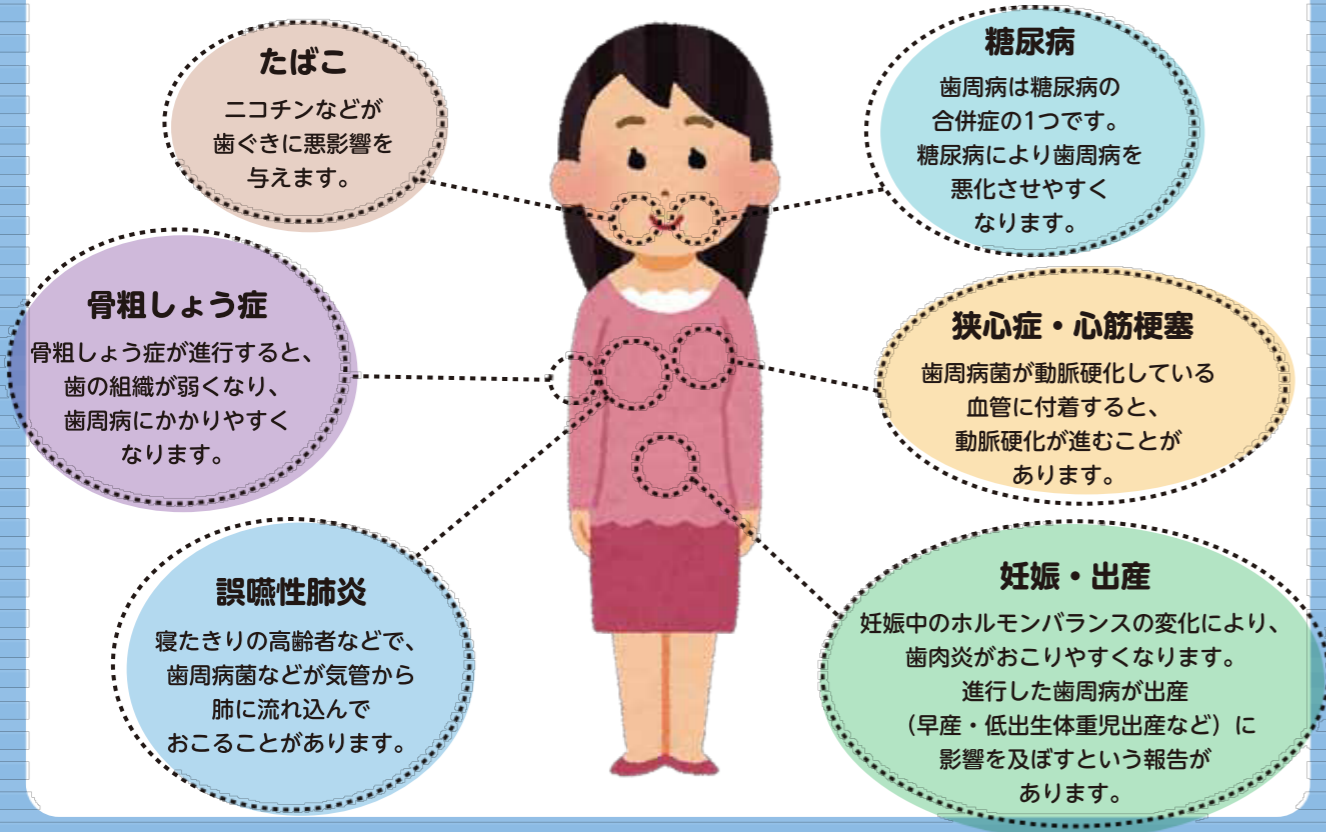 たばこ
ニコチンなどが
歯ぐきに悪影響を
与えます。
糖尿病
歯周病は糖尿病の
合併症の1つです。
糖尿病により歯周病を
悪化させやすく
なります。
骨粗しょう症
骨粗しょう症が進行すると、
歯の組織が弱くなり、
歯周病にかかりやすく
なります。
狭心症・心筋梗塞
歯周病菌が動脈硬化している
血管に付着すると、
動脈硬化が進むことが
あります。
誤嚥性肺炎
寝たきりの高齢者などで、
歯周病菌などが気管から
肺に流れ込んで
おこることがあります。
妊娠・出産
妊娠中のホルモンバランスの変化により、
歯肉炎がおこりやすくなります。
進行した歯周病が出産
（早産・低出生体重児出産など）に
影響を及ぼすという報告が
あります。